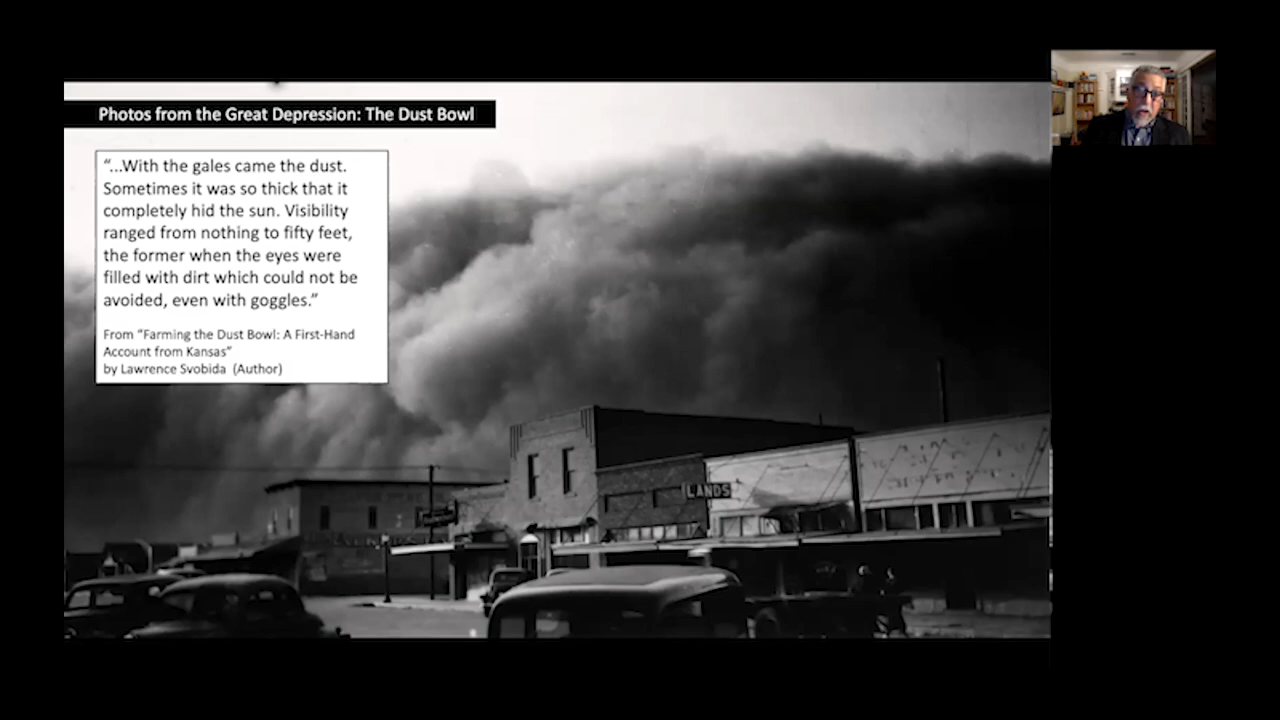 Photos from the Great Depression: The Dust Bowl
“...With the gales came the dust.
Sometimes it was so thick that it
completely hid the sun. Visibility
ranged from nothing to fifty feet,
the former when the eyes were
filled with dirt which could not be
avoided, even with goggles.”
From “Farming the Dust Bowl: A First-Hand
Account from Kansas”
by Lawrence Svobida (Author)
LANDS